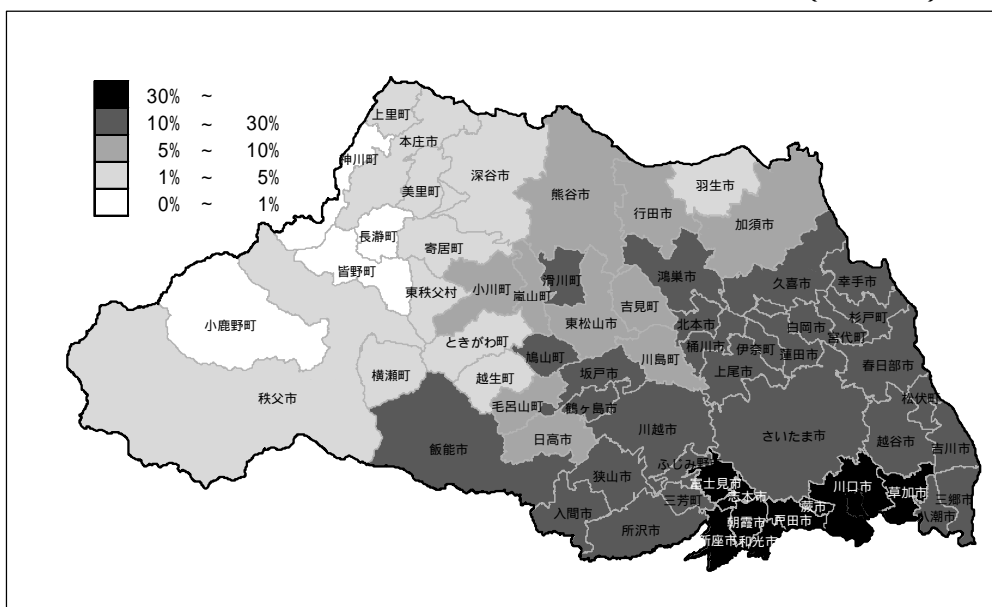 30% ~
10% ~ 30%
5% ~ 10%
1% ~ 5%
0% ~ 1%
上里町
本庄市
神川町
美里町
深谷市
熊谷市
羽生市
行田市
加須市
長瀞町
寄居町
皆野町
東秩父村
小川町
嵐山町
滑川町
吉見町
鴻巣市
久喜市
幸手市
小鹿野町
東松山市
北本市
白岡市
杉戸町
宮代町
ときがわ町
鳩山町
川島町
桶川市
伊奈町
蓮田市
上尾市
春日部市
横瀬町
越生町
坂戸市
秩父市
毛呂山町
鶴ヶ島市
松伏町
飯能市
日高市
川越市
さいたま市
越谷市
吉川市
狭山市
ふじみ野
富士見市
三芳町
志木市
川口市
草加市
三郷市
入間市
所沢市
朝霞市
戸田市
蕨市
八潮市
新座市
和光市